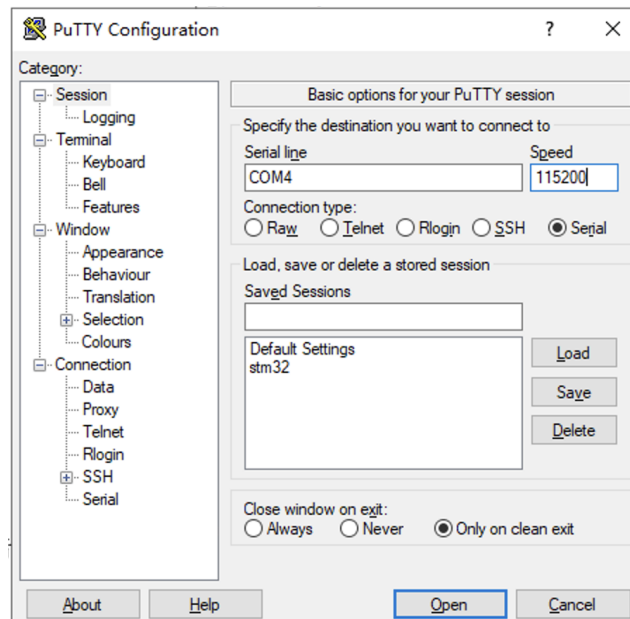 PuTTY Configuration ? ×
Category:
Session
Logging
Terminal
Keyboard
Bell
Features
Window
Appearance
Behaviour
Translation
Selection
Colours
Connection
Data
Proxy
Telnet
Rlogin
SSH
Serial
Basic options for your PuTTY session
Specify the destination you want to connect to
Serial line Speed
COM4 115200
Connection type:
Raw Telnet Rlogin SSH Serial
Load, save or delete a stored session
Saved Sessions
Default Settings
stm32
Load
Save
Delete
Close window on exit:
Always Never Only on clean exit
About Help Open Cancel